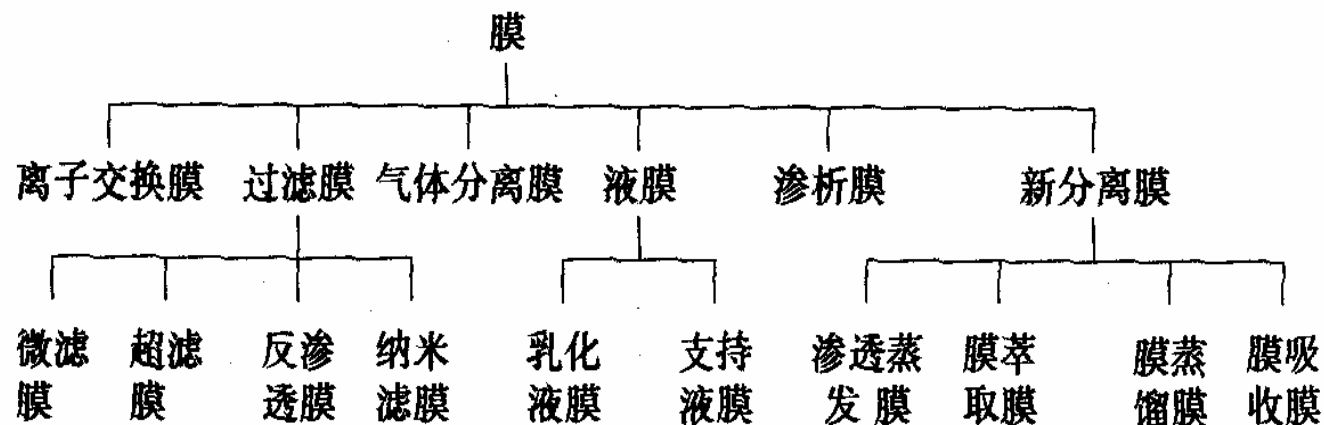 膜
离子交换膜 过滤膜 气体分离膜 液膜 渗析膜 新分离膜
微滤 超滤 反渗 纳米 乳化 支持 渗透蒸 膜萃 膜蒸 膜吸
膜 膜 透膜 滤膜 液膜 液膜 发膜 取膜 馏膜 收膜